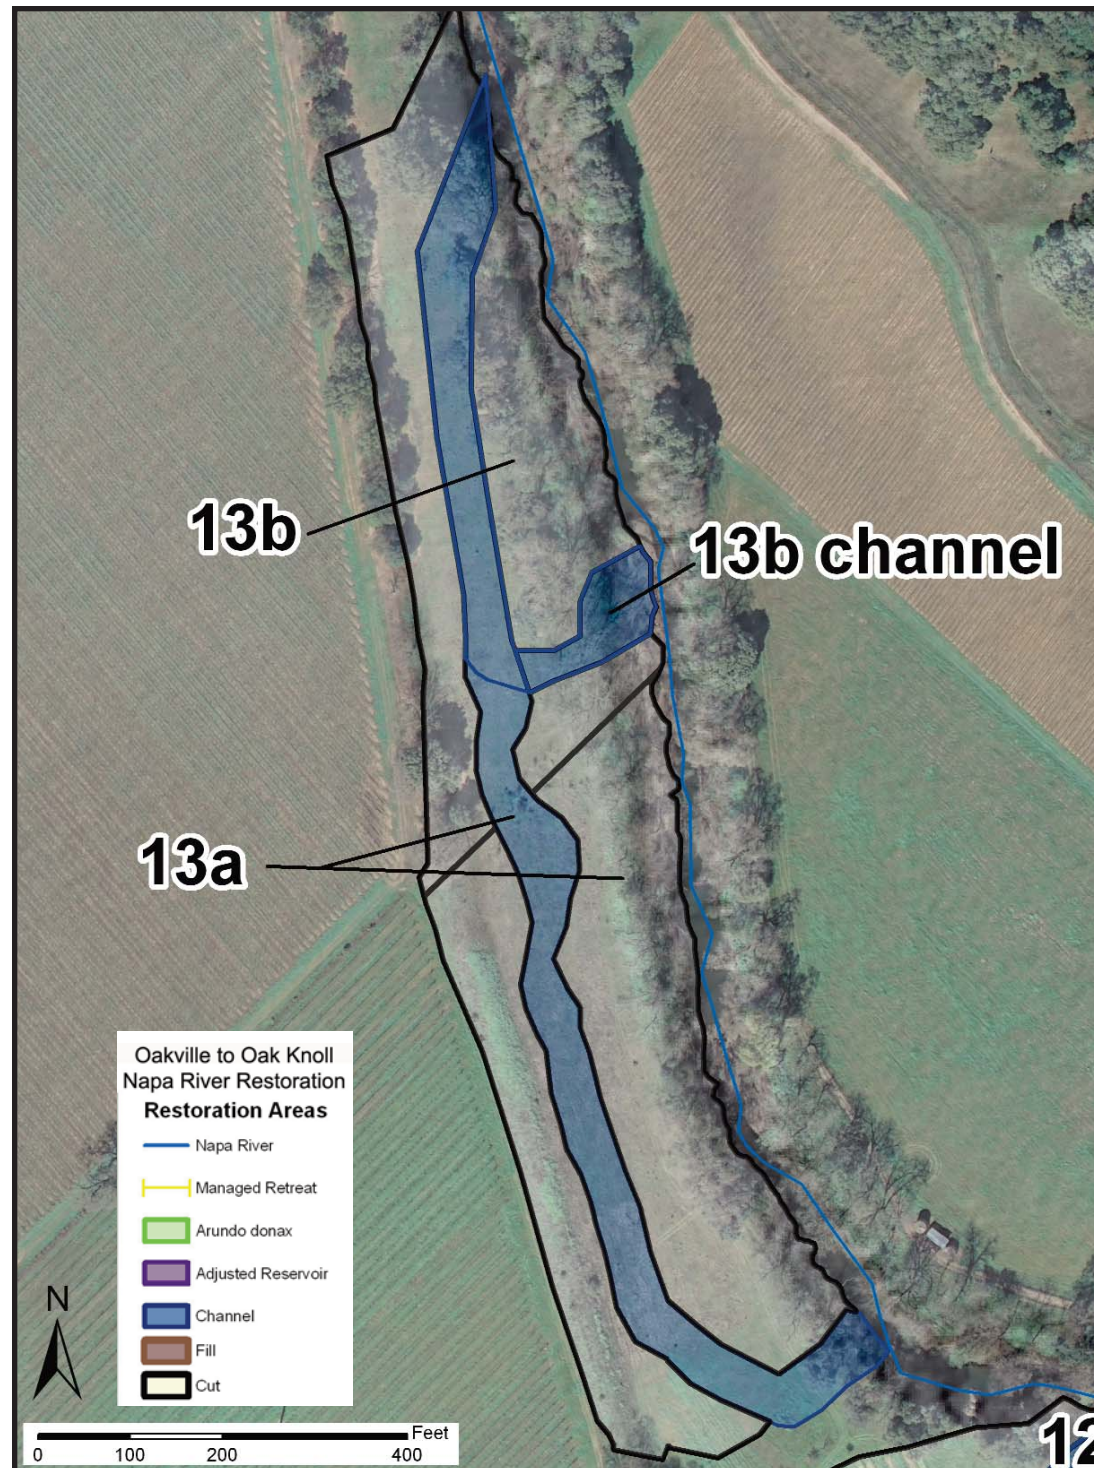 13b
13b channel
13a
Oakville to Oak Knoll
Napa River Restoration
Restoration Areas
Napa River
Managed Retreat
Arundo donax
Adjusted Reservoir
Channel
Fill
Cut
N
Feet
0 100 200 400
12